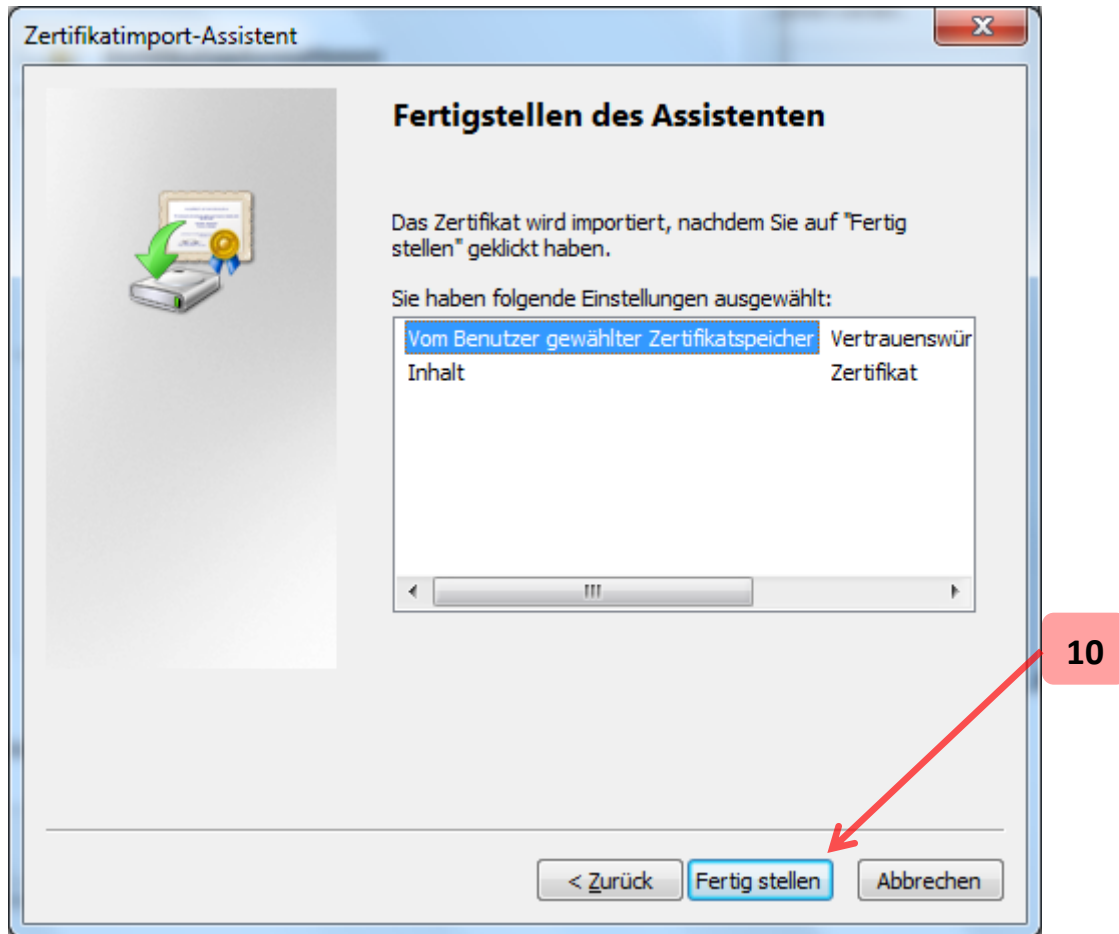 Zertifikatimport-Assistent
Fertigstellen des Assistenten
Das Zertifikat wird importiert, nachdem Sie auf "Fertig
stellen" geklickt haben.
Sie haben folgende Einstellungen ausgewählt:
Vom Benutzer gewählter Zertifikatspeicher Vertrauenswür
Inhalt Zertifikat
10
< Zurück Fertig stellen Abbrechen